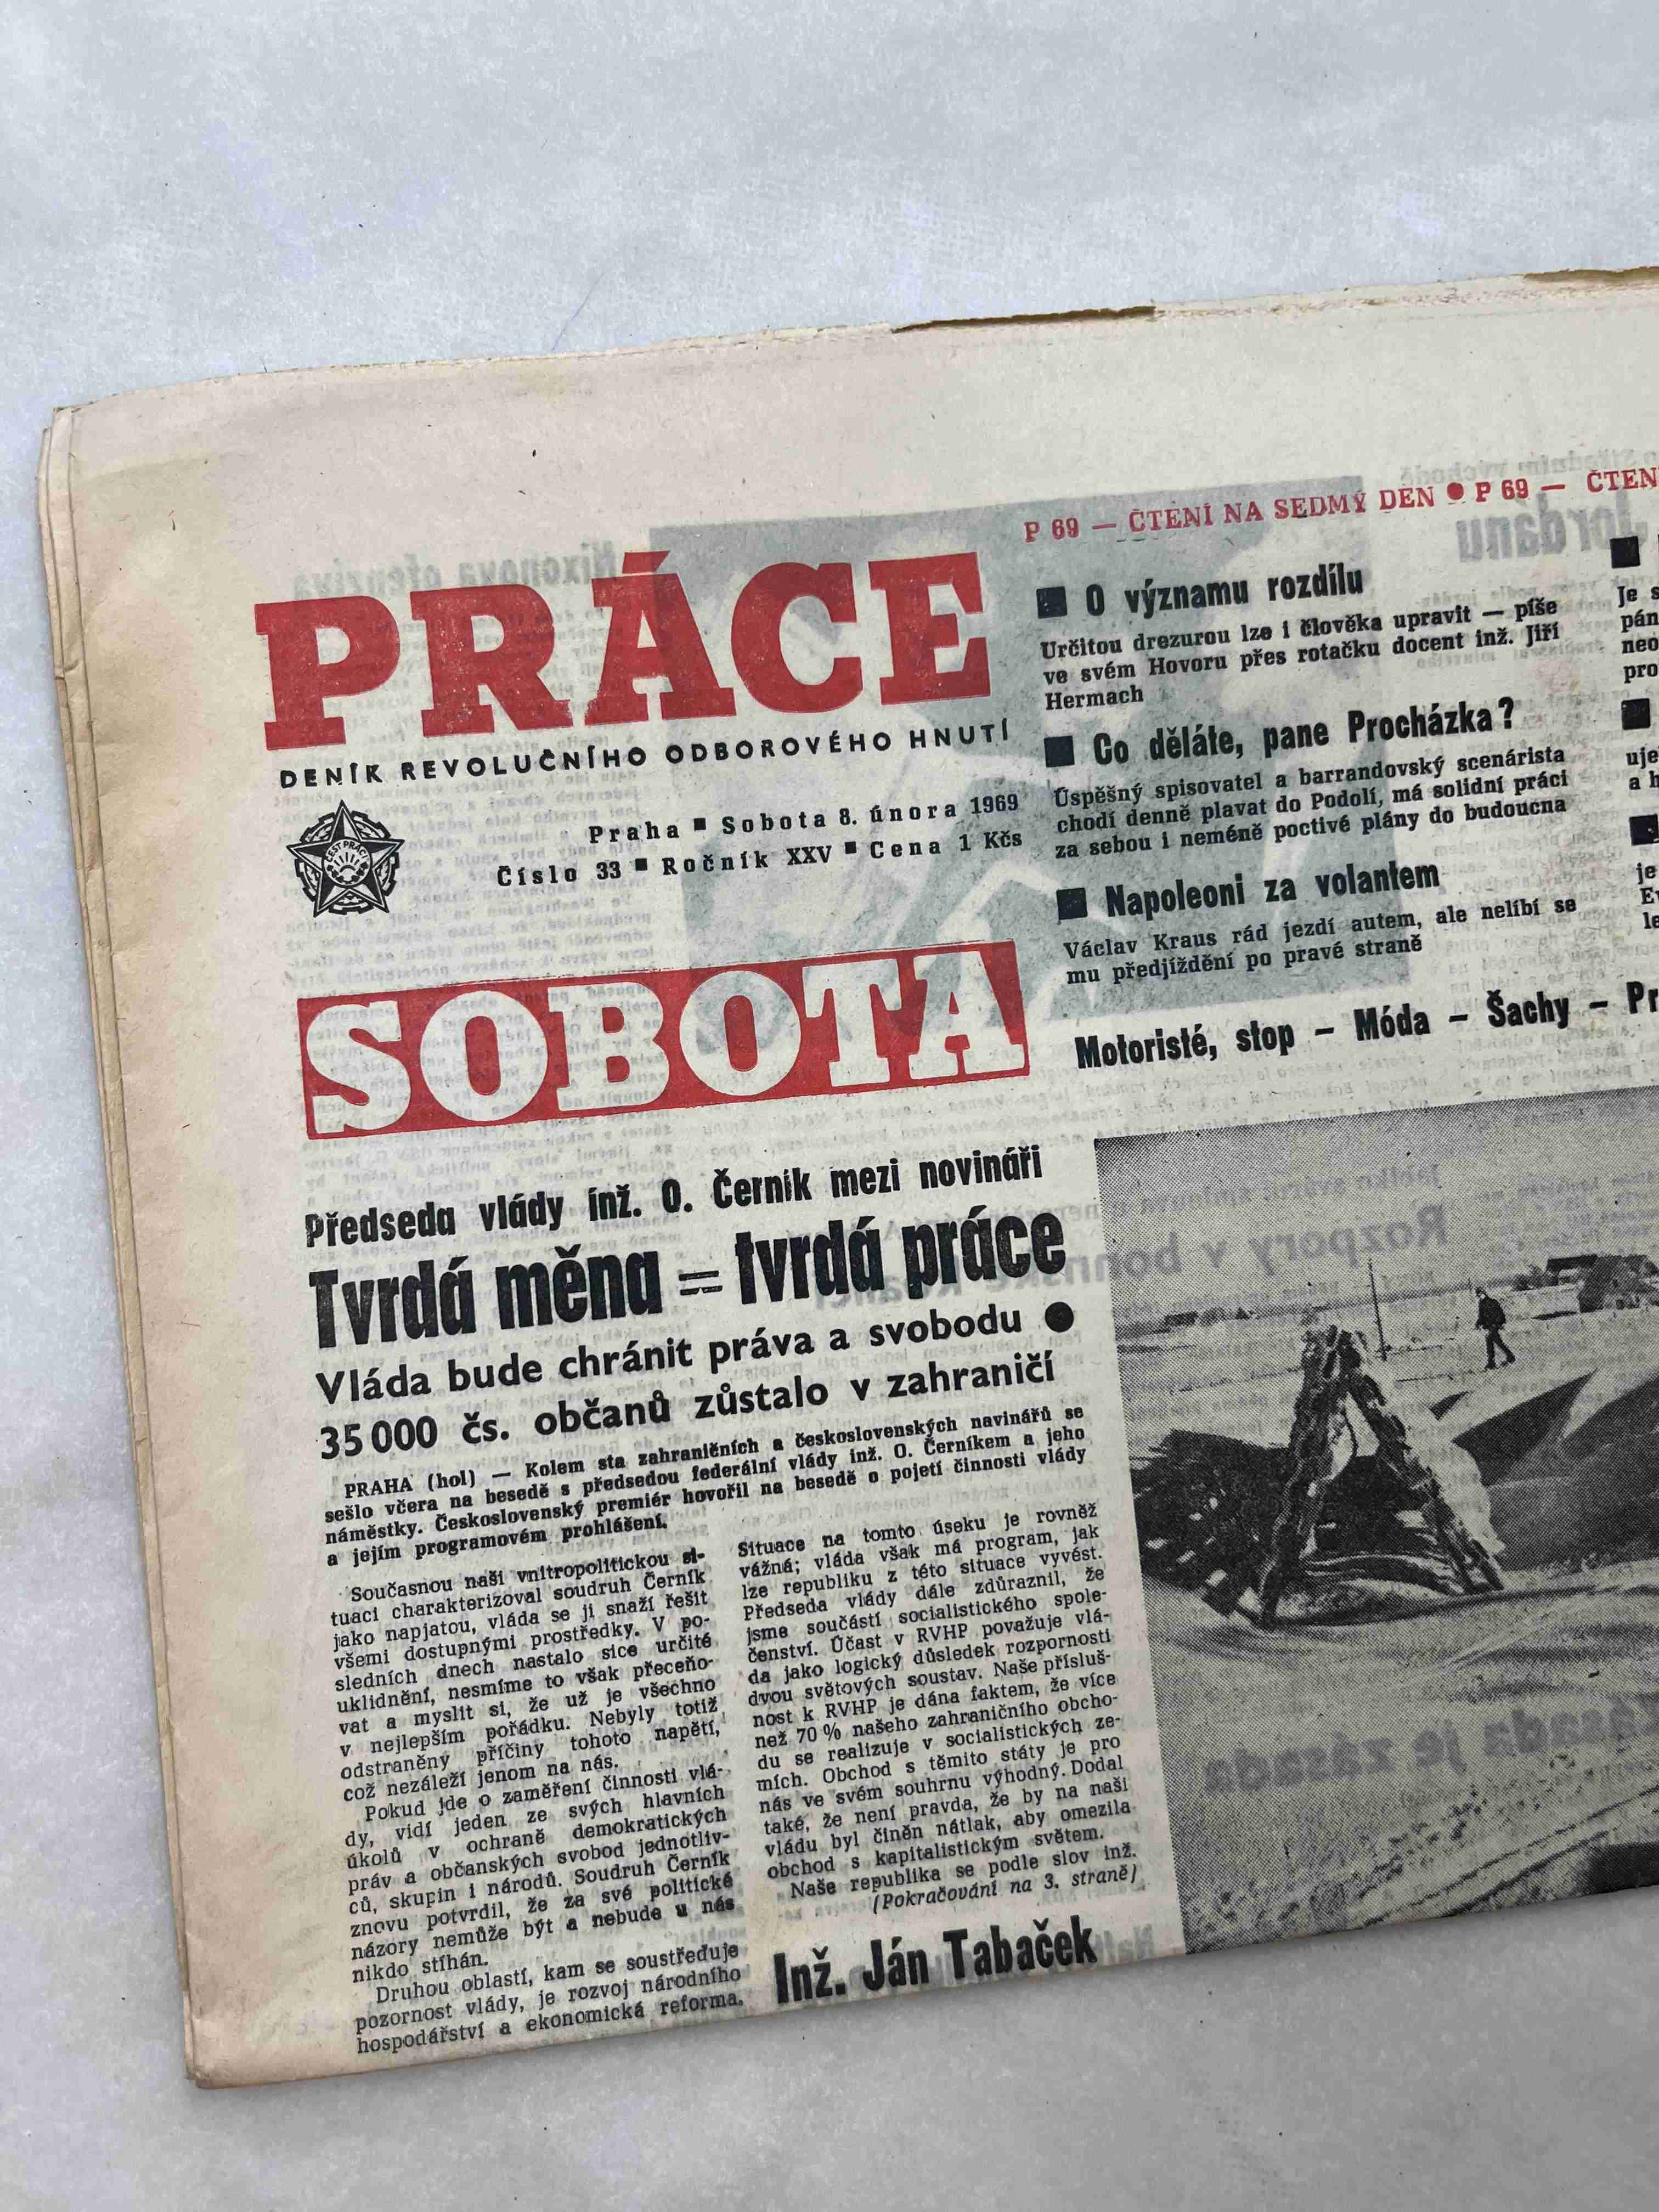 P 69 — ČTENÍ NA SEDMÝ DEN ● P 69 — ČTEN
PRÁCE
DENÍK REVOLUČNÍHO ODBOROVÉHO HNUTÍ
ČEST PRÁCI
Praha ■ Sobota 8. února 1969
Číslo 33 ■ Ročník XXV ■ Cena 1 Kčs
SOBOTA
■ O významu rozdílu
Určitou drezurou lze i člověka upravit — píše
ve svém Hovoru přes rotačku docent inž. Jiří
Hermach
■ Co děláte, pane Procházka?
Úspěšný spisovatel a barrandovský scenárista
chodí denně plavat do Podolí, má solidní práci
za sebou i neméně poctivé plány do budoucna
■ Napoleoni za volantem
Václav Kraus rád jezdí autem, ale nelíbí se
mu předjíždění po pravé straně
Je s
pán
neo
pro
uje
a h
je
le
Motoristé, stop – Móda – Šachy – Pr
Předseda vlády inž. O. Černík mezi novináři
Tvrdá měna = tvrdá práce
Vláda bude chránit práva a svobodu ●
35 000 čs. občanů zůstalo v zahraničí
PRAHA (hol) — Kolem sta zahraničních a československých navinářů se
sešlo včera na besedě s předsedou federální vlády inž. O. Černíkem a jeho
náměstky. Československý premiér hovořil na besedě o pojetí činnosti vlády
a jejím programovém prohlášení.
Současnou naši vnitropolitickou si-
tuaci charakterizoval soudruh Černík
jako napjatou, vláda se ji snaží řešit
všemi dostupnými prostředky. V po-
sledních dnech nastalo sice určité
uklidnění, nesmíme to však přeceňo-
vat a myslit si, že už je všechno
v nejlepším pořádku. Nebyly totiž
odstraněny příčiny tohoto napětí,
což nezáleží jenom na nás.
Pokud jde o zaměření činnosti vlá-
dy, vidí jeden ze svých hlavních
úkolů v ochraně demokratických
práv a občanských svobod jednotliv-
ců, skupin i národů. Soudruh Černík
znovu potvrdil, že za své politické
názory nemůže být a nebude u nás
nikdo stíhán.
Druhou oblastí, kam se soustřeďuje
pozornost vlády, je rozvoj národního
hospodářství a ekonomická reforma.
Situace na tomto úseku je rovněž
vážná; vláda však má program, jak
lze republiku z této situace vyvést.
Předseda vlády dále zdůraznil, že
jsme součástí socialistického spole-
čenství. Účast v RVHP považuje vlá-
da jako logický důsledek rozpornosti
dvou světových soustav. Naše přísluš-
nost k RVHP je dána faktem, že více
než 70 % našeho zahraničního obcho-
du se realizuje v socialistických ze-
mích. Obchod s těmito státy je pro
nás ve svém souhrnu výhodný. Dodal
také, že není pravda, že by na naši
vládu byl činěn nátlak, aby omezila
obchod s kapitalistickým světem.
Naše republika se podle slov inž.
(Pokračování na 3. straně)
Inž. Ján Tabaček